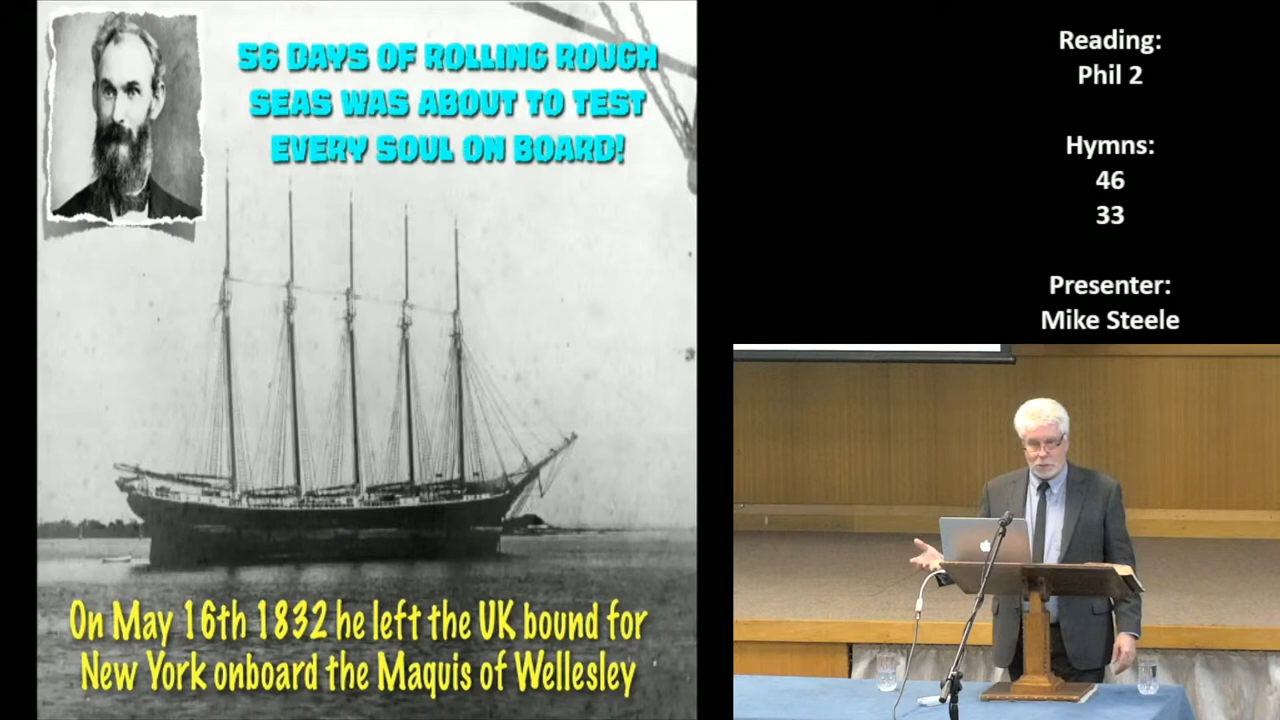 56 DAYS OF ROLLING ROUGH
SEAS WAS ABOUT TO TEST
EVERY SOUL ON BOARD!
On May 16th 1832 he left the UK bound for
New York onboard the Maquis of Wellesley
Reading:
Phil 2
Hymns:
46
33
Presenter:
Mike Steele